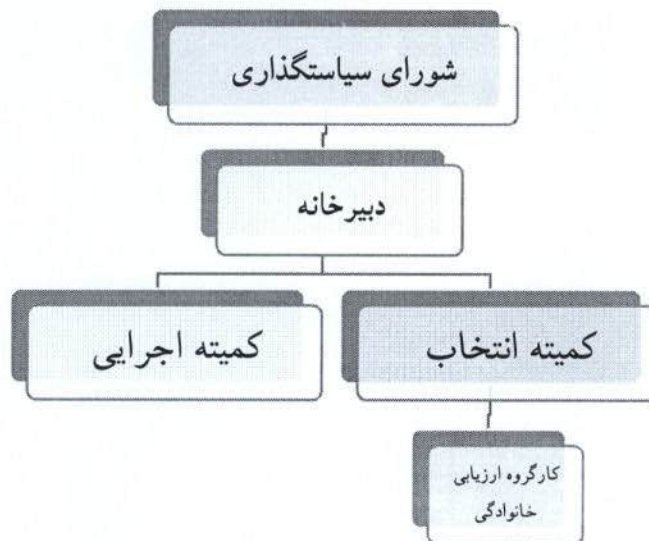 شورای سیاستگذاری
دبیرخانه
کمیته انتخاب
کمیته اجرایی
کارگروه ارزیابی
خانوادگی